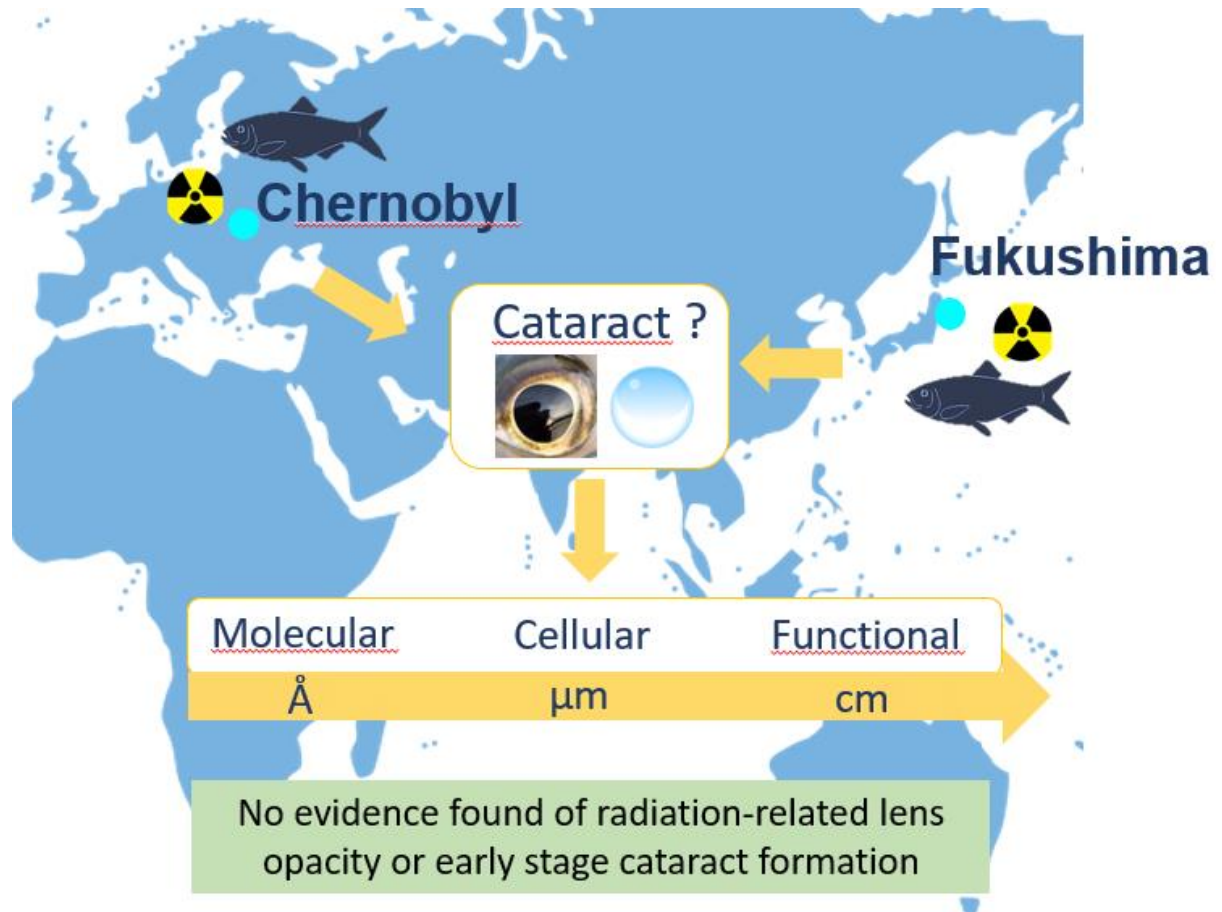 Chernobyl
Fukushima
Cataract ?
Molecular Cellular Functional
Å µm cm
No evidence found of radiation-related lens
opacity or early stage cataract formation